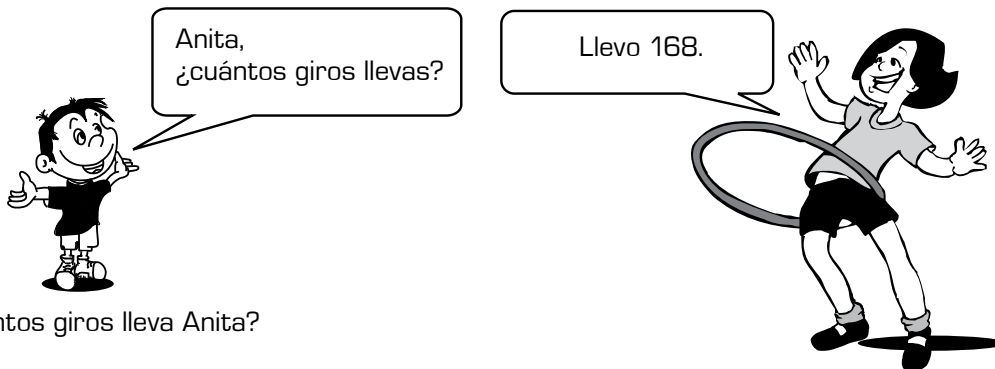 Anita,
¿cuántos giros llevas?
Llevo 168.
ntos giros lleva Anita?